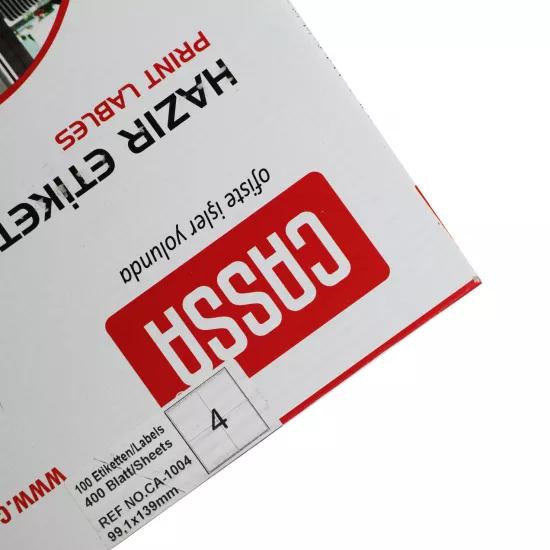 HAZIR ETİKET
PRINT LABLES
ofiste işler yolunda
CASSA
4
100 Etiketten/Labels
400 Blatt/Sheets
REF NO.CA-1004
99,1x139mm
www.c